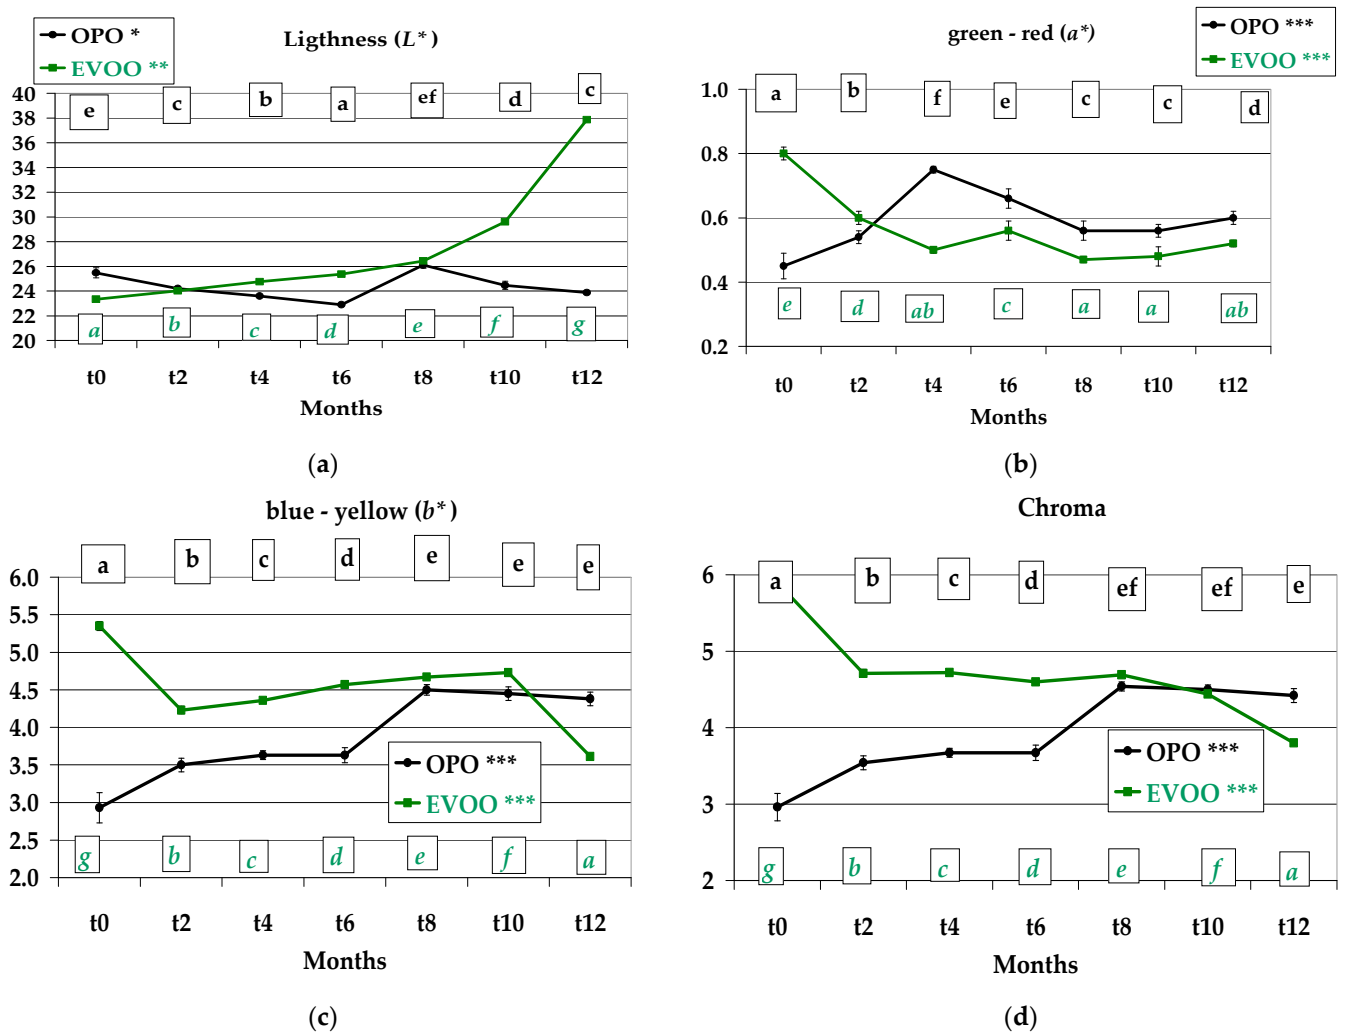 OPO *
EVOO **
Ligthness (L*)
40
38
36
34
32
30
28
26
24
22
20
e c b a ef d c
a b c d e f g
t0 t2 t4 t6 t8 t10 t12
Months
(a)
green - red (a*)
OPO ***
EVOO ***
1.0
0.8
0.6
0.4
0.2
a b f e c c d
e d ab c a a ab
t0 t2 t4 t6 t8 t10 t12
Months
(b)
blue - yellow (b*)
6.0
5.5
5.0
4.5
4.0
3.5
3.0
2.5
2.0
a b c d e e e
OPO ***
EVOO ***
g b c d e f a
t0 t2 t4 t6 t8 t10 t12
Months
(c)
Chroma
6
5
4
3
2
a b c d ef ef e
OPO ***
EVOO ***
g b c d e f a
t0 t2 t4 t6 t8 t10 t12
Months
(d)